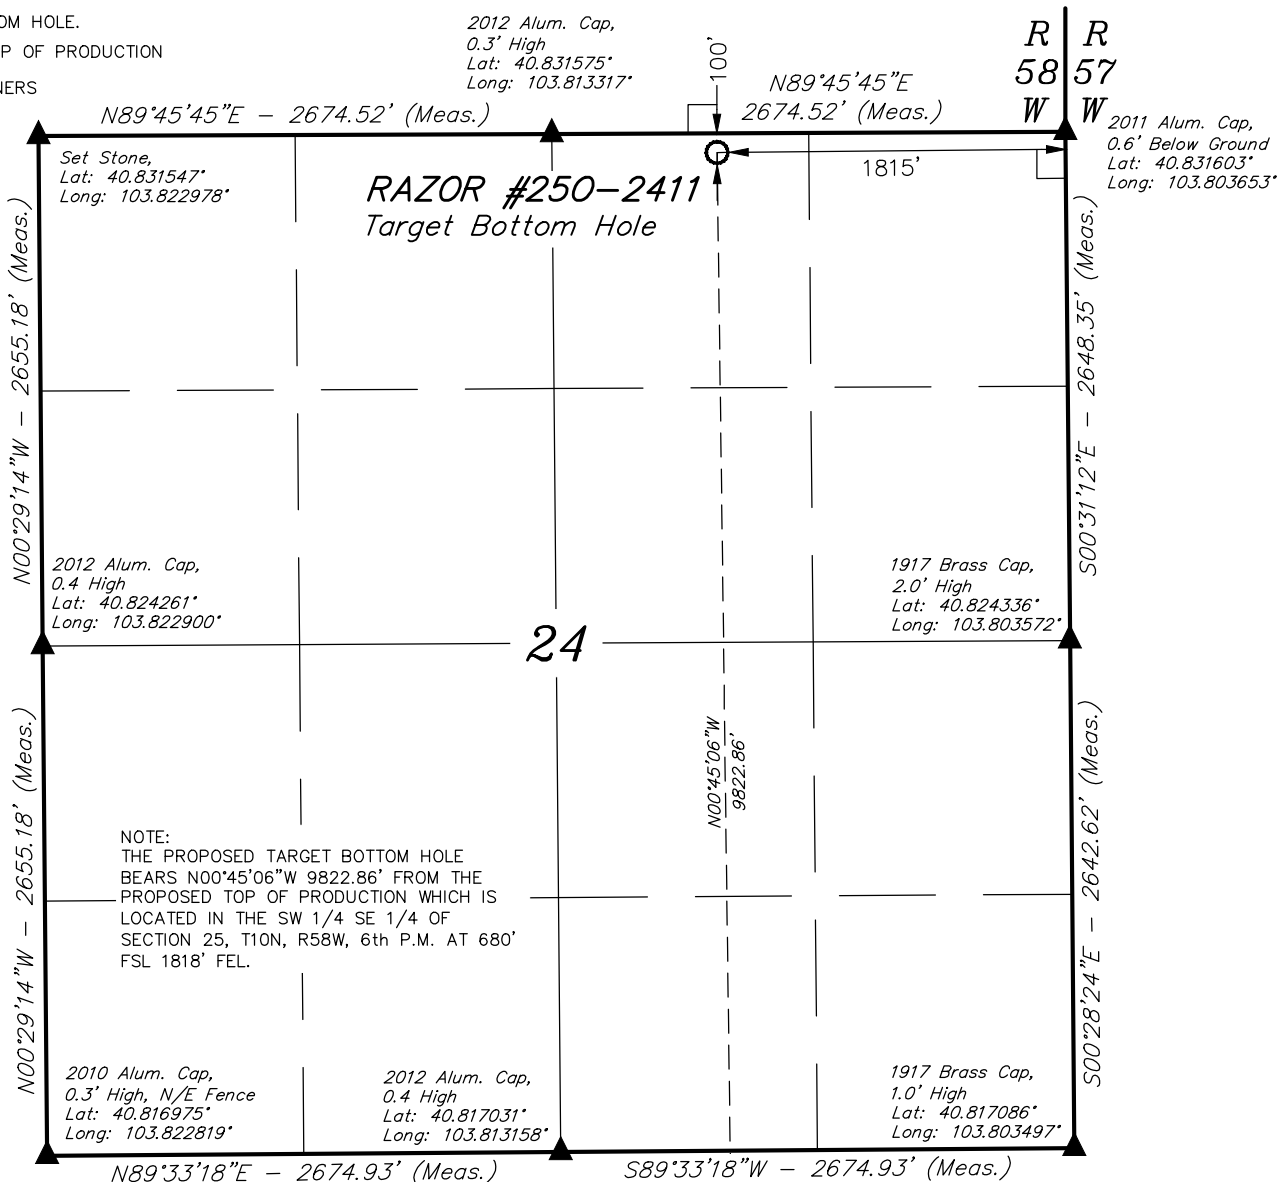 OM HOLE.
P OF PRODUCTION
NERS
2012 Alum. Cap,
0.3' High
Lat: 40.831575°
Long: 103.813317°
100'
R R
58 57
W W
N89°45'45"E – 2674.52' (Meas.)
N89°45'45"E
2674.52' (Meas.)
2011 Alum. Cap,
0.6' Below Ground
Lat: 40.831603°
Long: 103.803653°
Set Stone,
Lat: 40.831547°
Long: 103.822978°
1815'
RAZOR #250-2411
Target Bottom Hole
N00°29'14"W – 2655.18' (Meas.)
S00°31'12"E – 2648.35' (Meas.)
2012 Alum. Cap,
0.4 High
Lat: 40.824261°
Long: 103.822900°
1917 Brass Cap,
2.0' High
Lat: 40.824336°
Long: 103.803572°
24
N00°45'06"W
9822.86'
N00°29'14"W – 2655.18' (Meas.)
S00°28'24"E – 2642.62' (Meas.)
NOTE:
THE PROPOSED TARGET BOTTOM HOLE
BEARS N00°45'06"W 9822.86' FROM THE
PROPOSED TOP OF PRODUCTION WHICH IS
LOCATED IN THE SW 1/4 SE 1/4 OF
SECTION 25, T10N, R58W, 6th P.M. AT 680'
FSL 1818' FEL.
2010 Alum. Cap,
0.3' High, N/E Fence
Lat: 40.816975°
Long: 103.822819°
2012 Alum. Cap,
0.4 High
Lat: 40.817031°
Long: 103.813158°
1917 Brass Cap,
1.0' High
Lat: 40.817086°
Long: 103.803497°
N89°33'18"E – 2674.93' (Meas.)
S89°33'18"W – 2674.93' (Meas.)